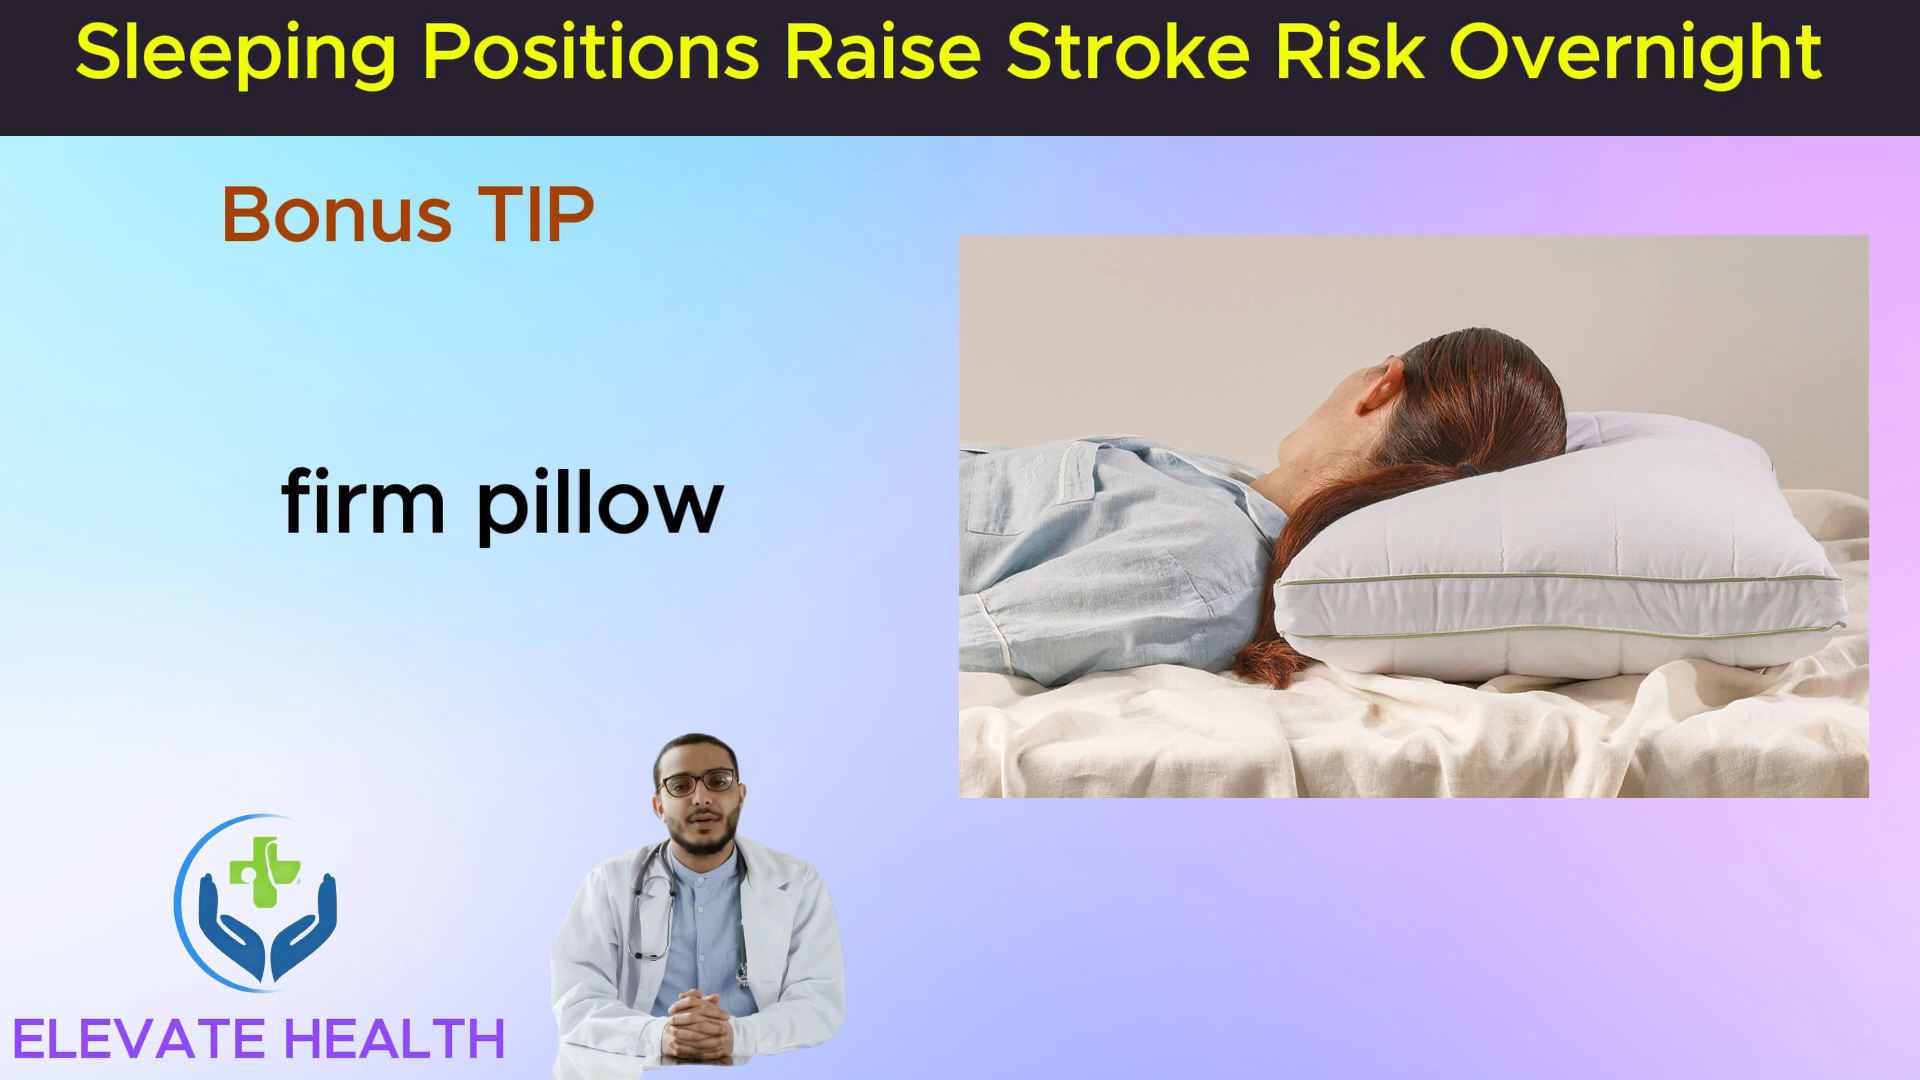 Sleeping Positions Raise Stroke Risk Overnight
Bonus TIP
firm pillow
ELEVATE HEALTH